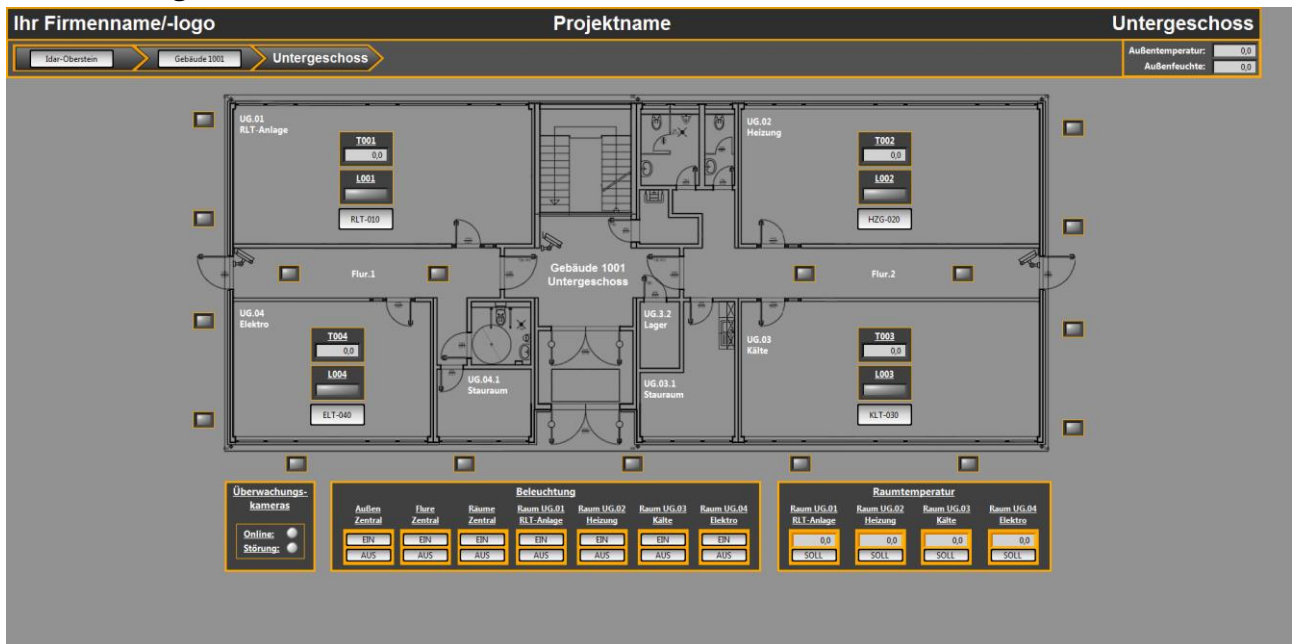 Ihr Firmenname/-logo
Projektname
Untergeschoss
Idar-Oberstein
Gebäude 1001
Untergeschoss
Außentemperatur: 0,0
Außenfeuchte: 0,0
UG.01
RLT-Anlage
T001
0,0
L001
RLT-010
UG.02
Heizung
T002
0,0
L002
HZG-020
Flur.1
Gebäude 1001
Untergeschoss
Flur.2
UG.04
Elektro
T004
0,0
L004
ELT-040
UG.04.1
Stauraum
UG.3.2
Lager
UG.03.1
Stauraum
UG.03
Kälte
T003
0,0
L003
KLT-030
Überwachungs-
kameras
Online:
Störung:
Beleuchtung
Außen Flure Räume Raum UG.01 Raum UG.02 Raum UG.03 Raum UG.04
Zentral Zentral Zentral RLT-Anlage Heizung Kälte Elektro
EIN EIN EIN EIN EIN EIN EIN
AUS AUS AUS AUS AUS AUS AUS
Raumtemperatur
Raum UG.01 Raum UG.02 Raum UG.03 Raum UG.04
RLT-Anlage Heizung Kälte Elektro
0,0 0,0 0,0 0,0
SOLL SOLL SOLL SOLL